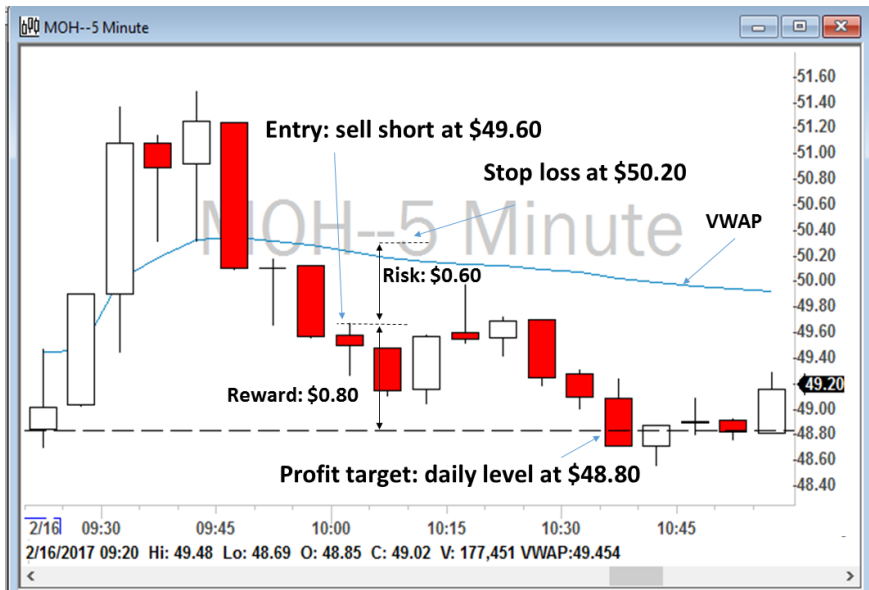 MOH--5 Minute
MOH--5 Minute
Entry: sell short at $49.60
Stop loss at $50.20
VWAP
Risk: $0.60
Reward: $0.80
Profit target: daily level at $48.80
51.60
51.40
51.20
51.00
50.80
50.60
50.40
50.20
50.00
49.80
49.60
49.40
49.20
49.00
48.80
48.60
48.40
2/16 09:30 09:45 10:00 10:15 10:30 10:45
2/16/2017 09:20 Hi: 49.48 Lo: 48.69 O: 48.85 C: 49.02 V: 177,451 VWAP:49.454